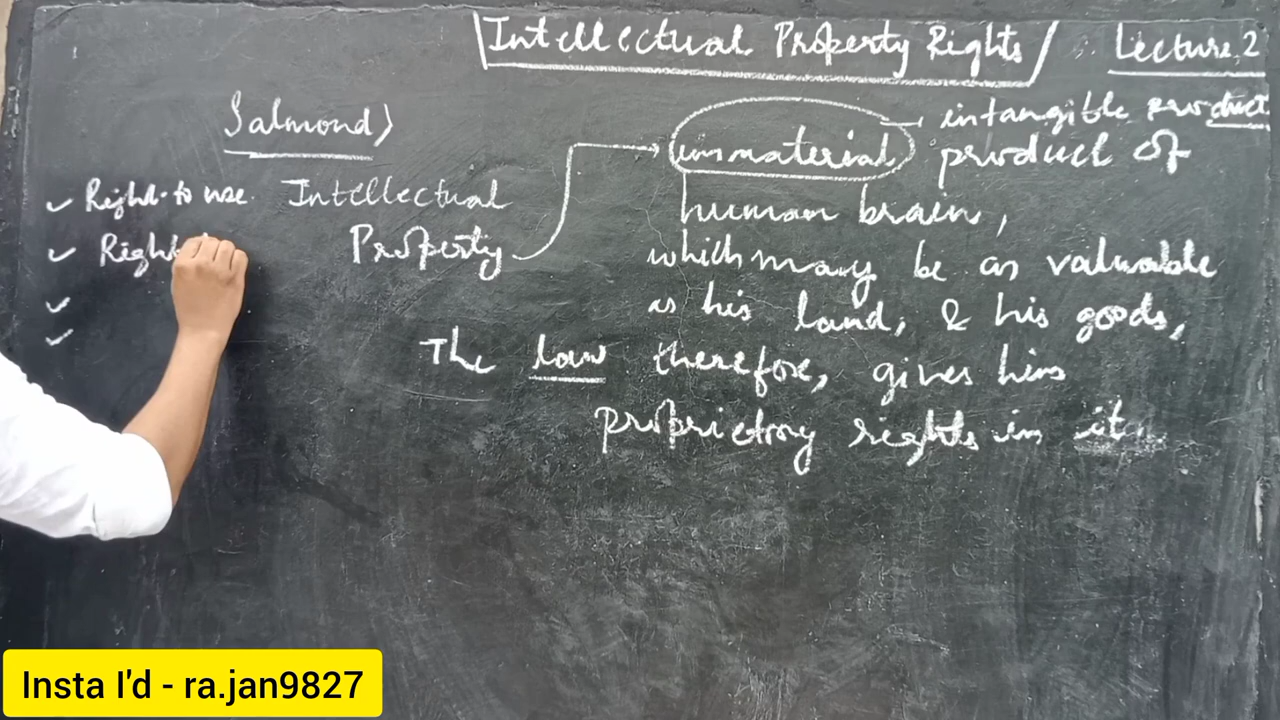 Intellectual Property Rights
Lecture 2
Salmond>
intangible product
immaterial product of
Right to use
Intellectual
human brain,
Right
Property
which may be as valuable
as his land, & his goods,
The law therefore, gives him
proprietory rights in it.
Insta I'd - ra.jan9827